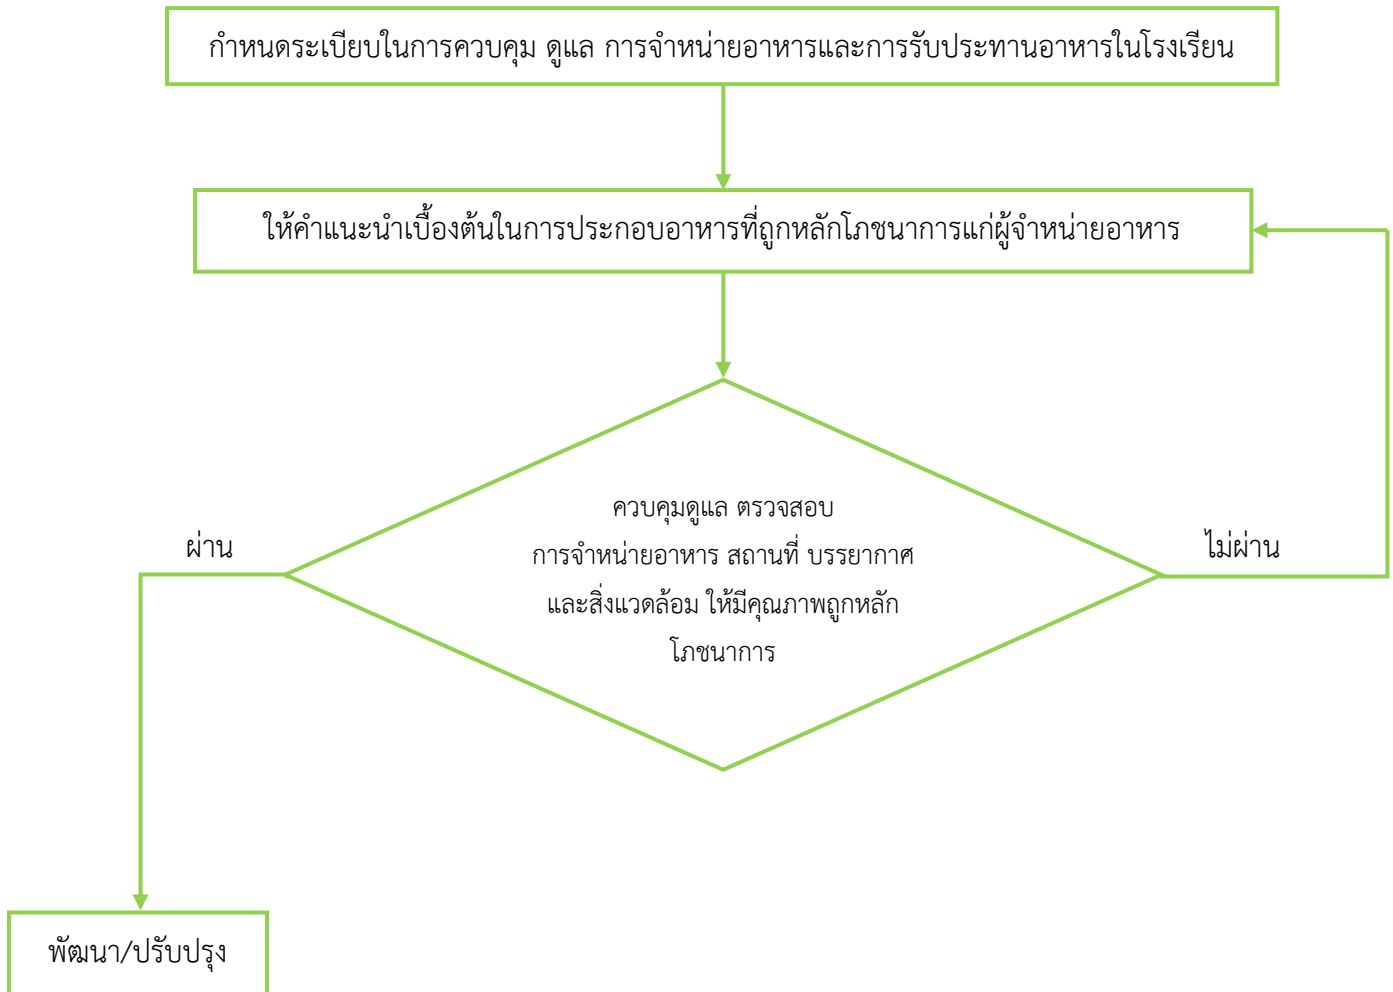 กำหนดระเบียบในการควบคุม ดูแล การจำหน่ายอาหารและการรับประทานอาหารในโรงเรียน
ให้คำแนะนำเบื้องต้นในการประกอบอาหารที่ถูกหลักโภชนาการแก่ผู้จำหน่ายอาหาร
ควบคุมดูแล ตรวจสอบ
การจำหน่ายอาหาร สถานที่ บรรยากาศ
และสิ่งแวดล้อม ให้มีคุณภาพถูกหลัก
โภชนาการ
ผ่าน
ไม่ผ่าน
พัฒนา/ปรับปรุง